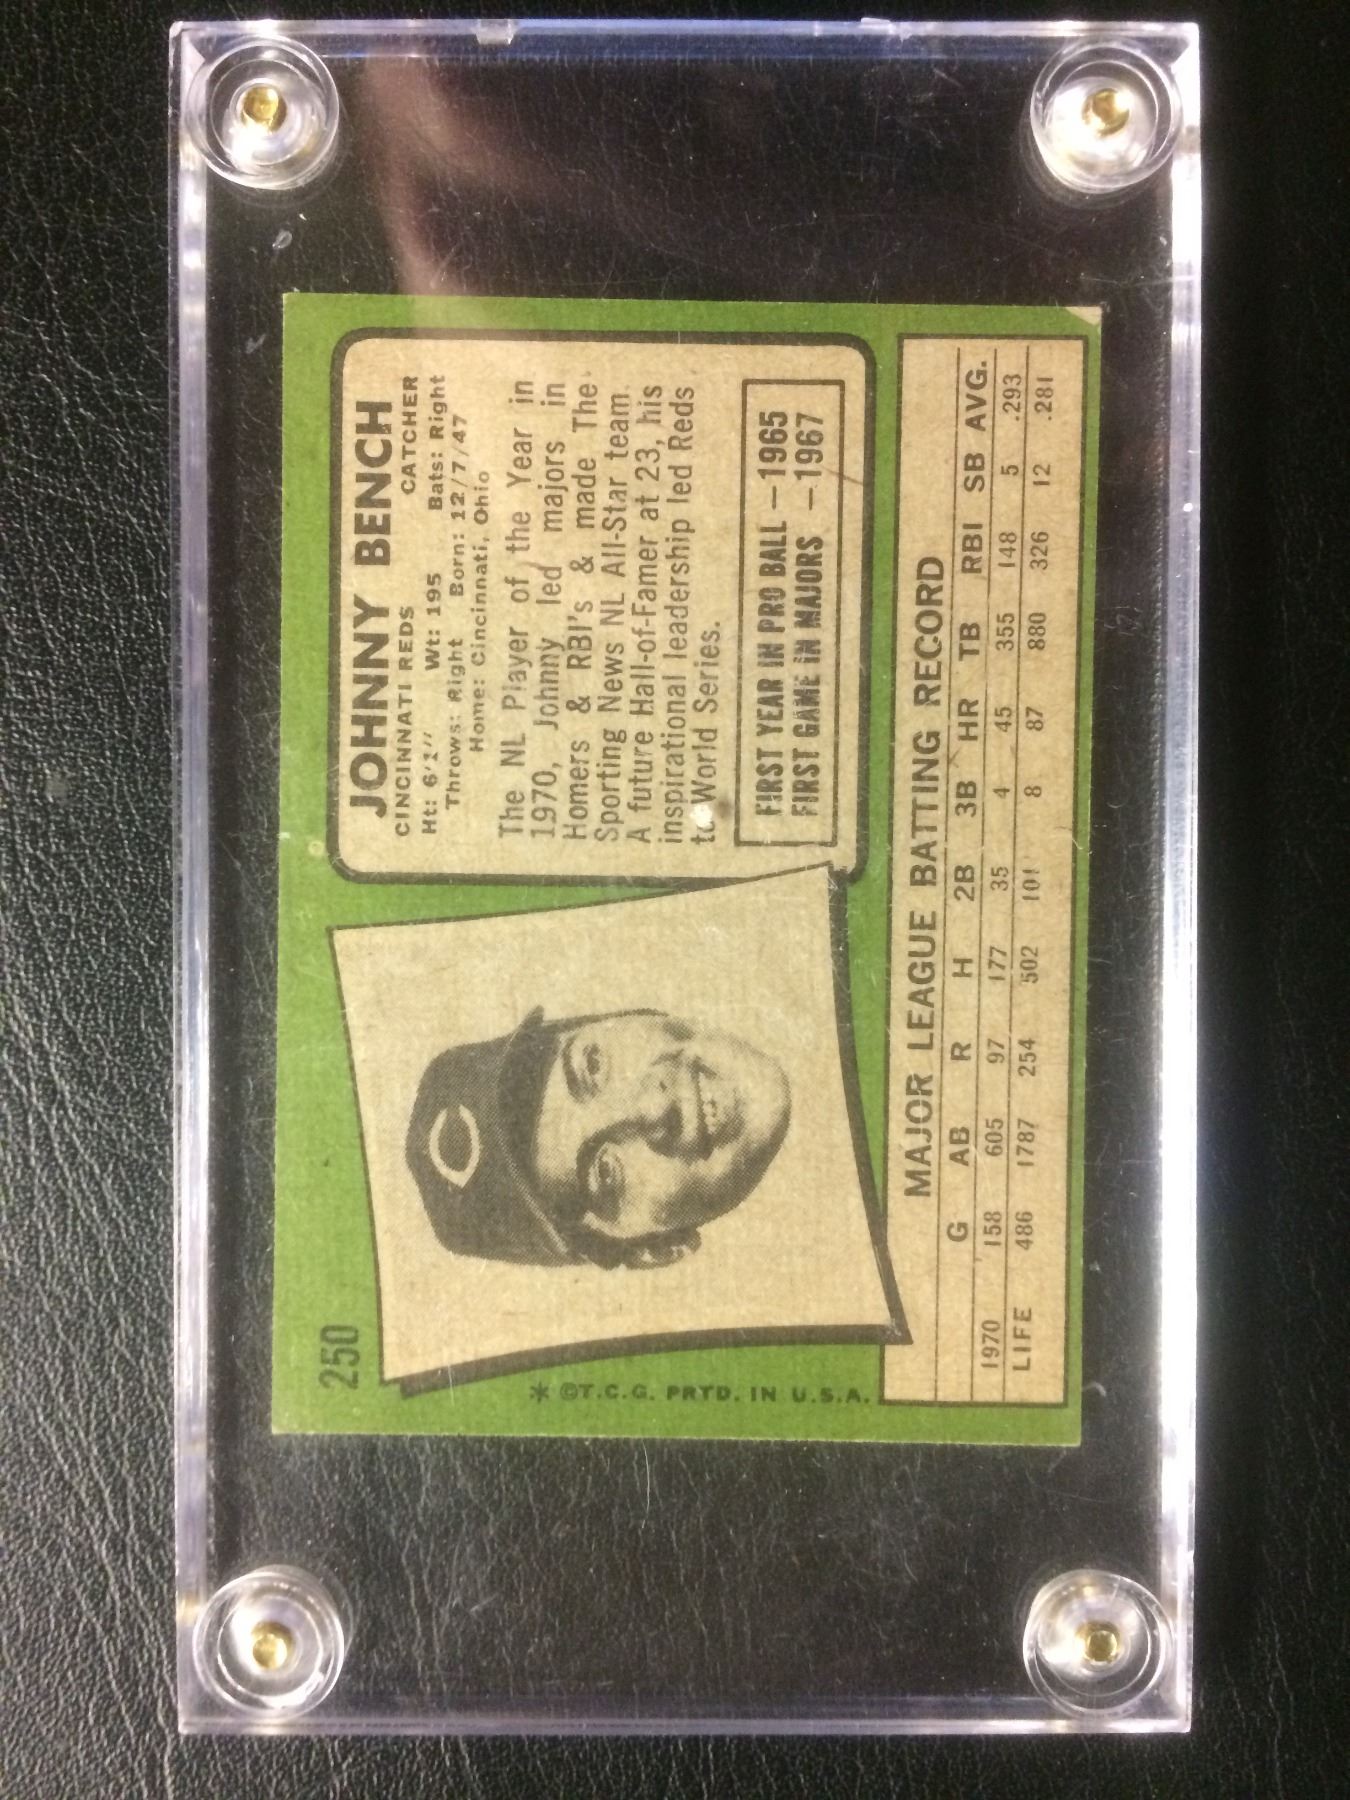 250
JOHNNY BENCH
CINCINNATI REDS CATCHER
Ht: 6'1" Wt: 195 Bats: Right
Throws: Right Born: 12/7/47
Home: Cincinnati, Ohio
The NL Player of the Year in
1970, Johnny led majors in
Homers & RBI's & made The
Sporting News NL All-Star team.
A future Hall-of-Famer at 23, his
inspirational leadership led Reds
to World Series.
FIRST YEAR IN PRO BALL — 1965
FIRST GAME IN MAJORS — 1967
C
* ©T.C.G. PRTD. IN U.S.A.
MAJOR LEAGUE BATTING RECORD
G AB R H 2B 3B HR TB RBI SB AVG.
1970 158 605 97 177 35 4 45 355 148 5 .293
LIFE 486 1787 254 502 101 8 87 880 326 12 .281